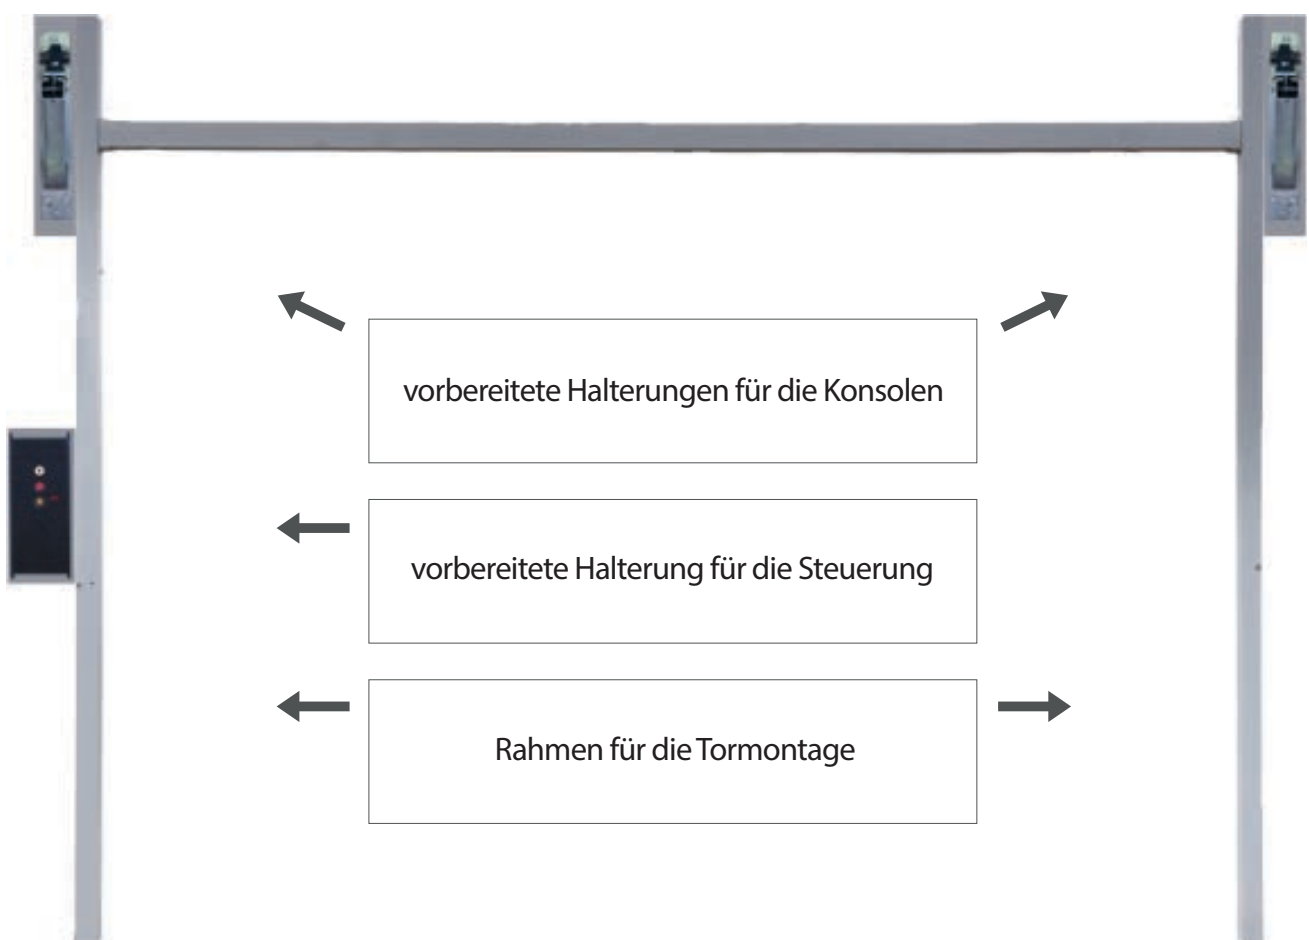 vorbereitete Halterungen für die Konsolen
vorbereitete Halterung für die Steuerung
Rahmen für die Tormontage